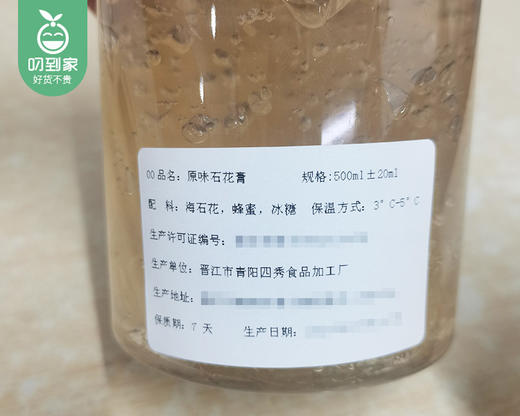 叨到家
好货不贵
00 品名：原味石花膏 规格：500ml±20ml
配 料：海石花，蜂蜜，冰糖 保温方式：3°C-5°C
生产许可证编号：
生产单位：晋江市青阳四秀食品加工厂
生产地址：
保质期：7 天 生产日期：